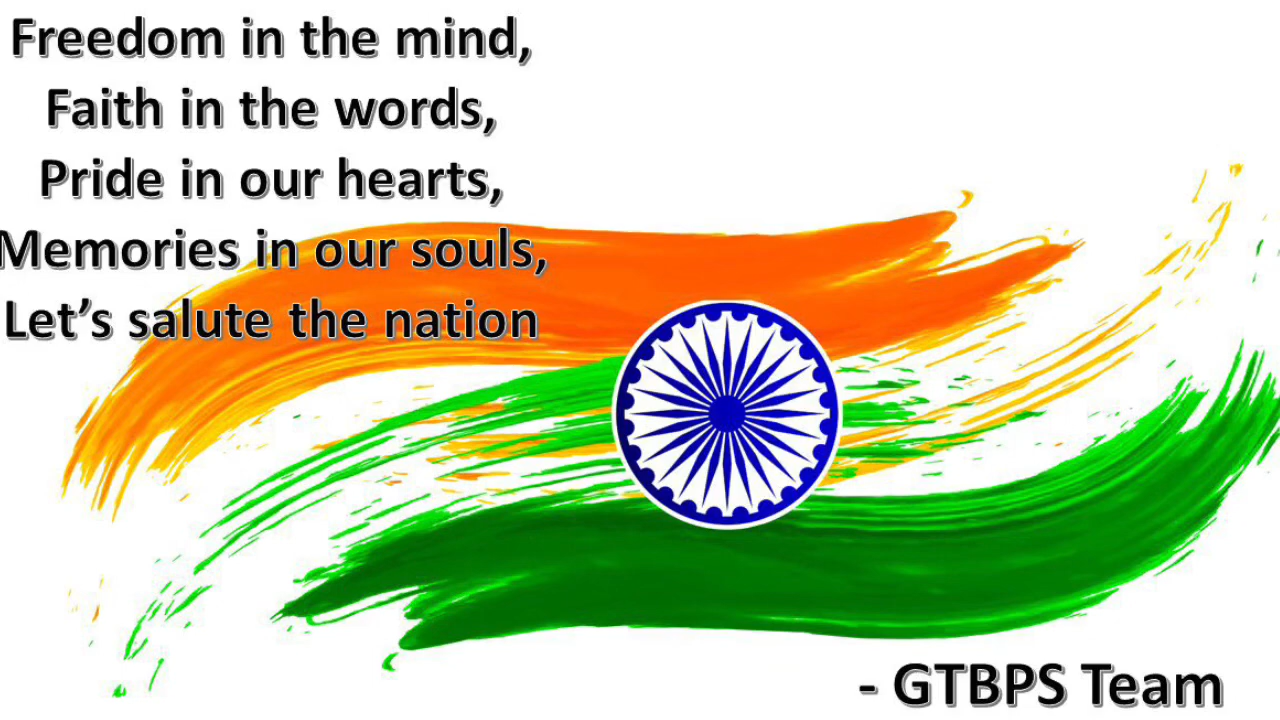 Freedom in the mind,
Faith in the words,
Pride in our hearts,
Memories in our souls,
Let’s salute the nation
- GTBPS Team